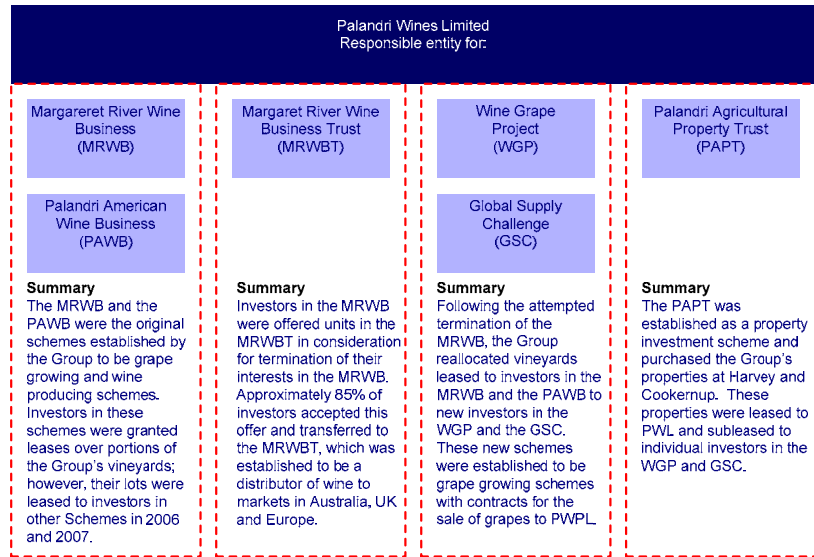 Palandri Wines Limited
Responsible entity for:
Margareret River Wine
Business
(MRWB)
Palandri American
Wine Business
(PAWB)
Summary
The MRWB and the
PAWB were the original
schemes established by
the Group to be grape
growing and wine
producing schemes.
Investors in these
schemes were granted
leases over portions of
the Group's vineyards;
however, their lots were
leased to investors in
other Schemes in 2006
and 2007.
Margaret River Wine
Business Trust
(MRWBT)
Summary
Investors in the MRWB
were offered units in the
MRWBT in consideration
for termination of their
interests in the MRWB.
Approximately 85% of
investors accepted this
offer and transferred to
the MRWBT, which was
established to be a
distributor of wine to
markets in Australia, UK
and Europe.
Wine Grape
Project
(WGP)
Global Supply
Challenge
(GSC)
Summary
Following the attempted
termination of the
MRWB, the Group
reallocated vineyards
leased to investors in the
MRWB and the PAWB to
new investors in the
WGP and the GSC.
These new schemes
were established to be
grape growing schemes
with contracts for the
sale of grapes to PWPL.
Palandri Agricultural
Property Trust
(PAPT)
Summary
The PAPT was
established as a property
investment scheme and
purchased the Group's
properties at Harvey and
Cookernup. These
properties were leased to
PWL and subleased to
individual investors in the
WGP and GSC.